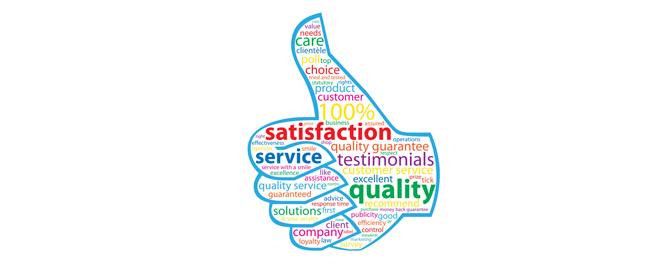 value
needs
care
clientèle
poll top
choice
tried and tested
statutory rights
product
customer
100%
business assured
satisfaction
right operations
effectiveness shop quality guarantee
smile respect
service testimonials
service with a smile customer service
excellence like prize
assistance excellent tick
quality service quality
guaranteed advice recommend
response time purchase money back guarantee
solutions first publicity good
client efficiency
company label control
loyalty law marketing
survey